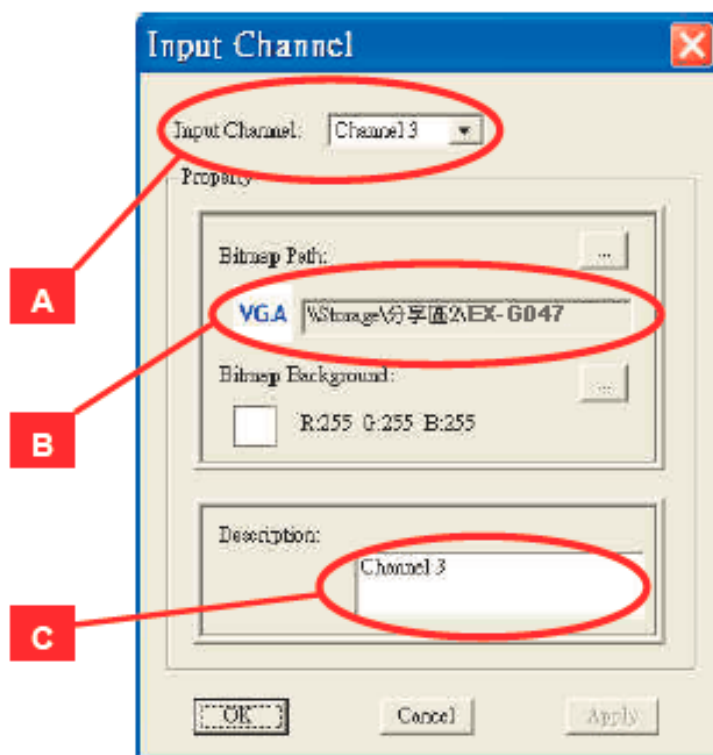 Input Channel
Input Channel: Channel 3
Property
Bitmap Path:
...
VGA \\Storage\分享區2\EX-G047
Bitmap Background:
...
R:255 G:255 B:255
Description:
Channel 3
OK Cancel Apply
A
B
C